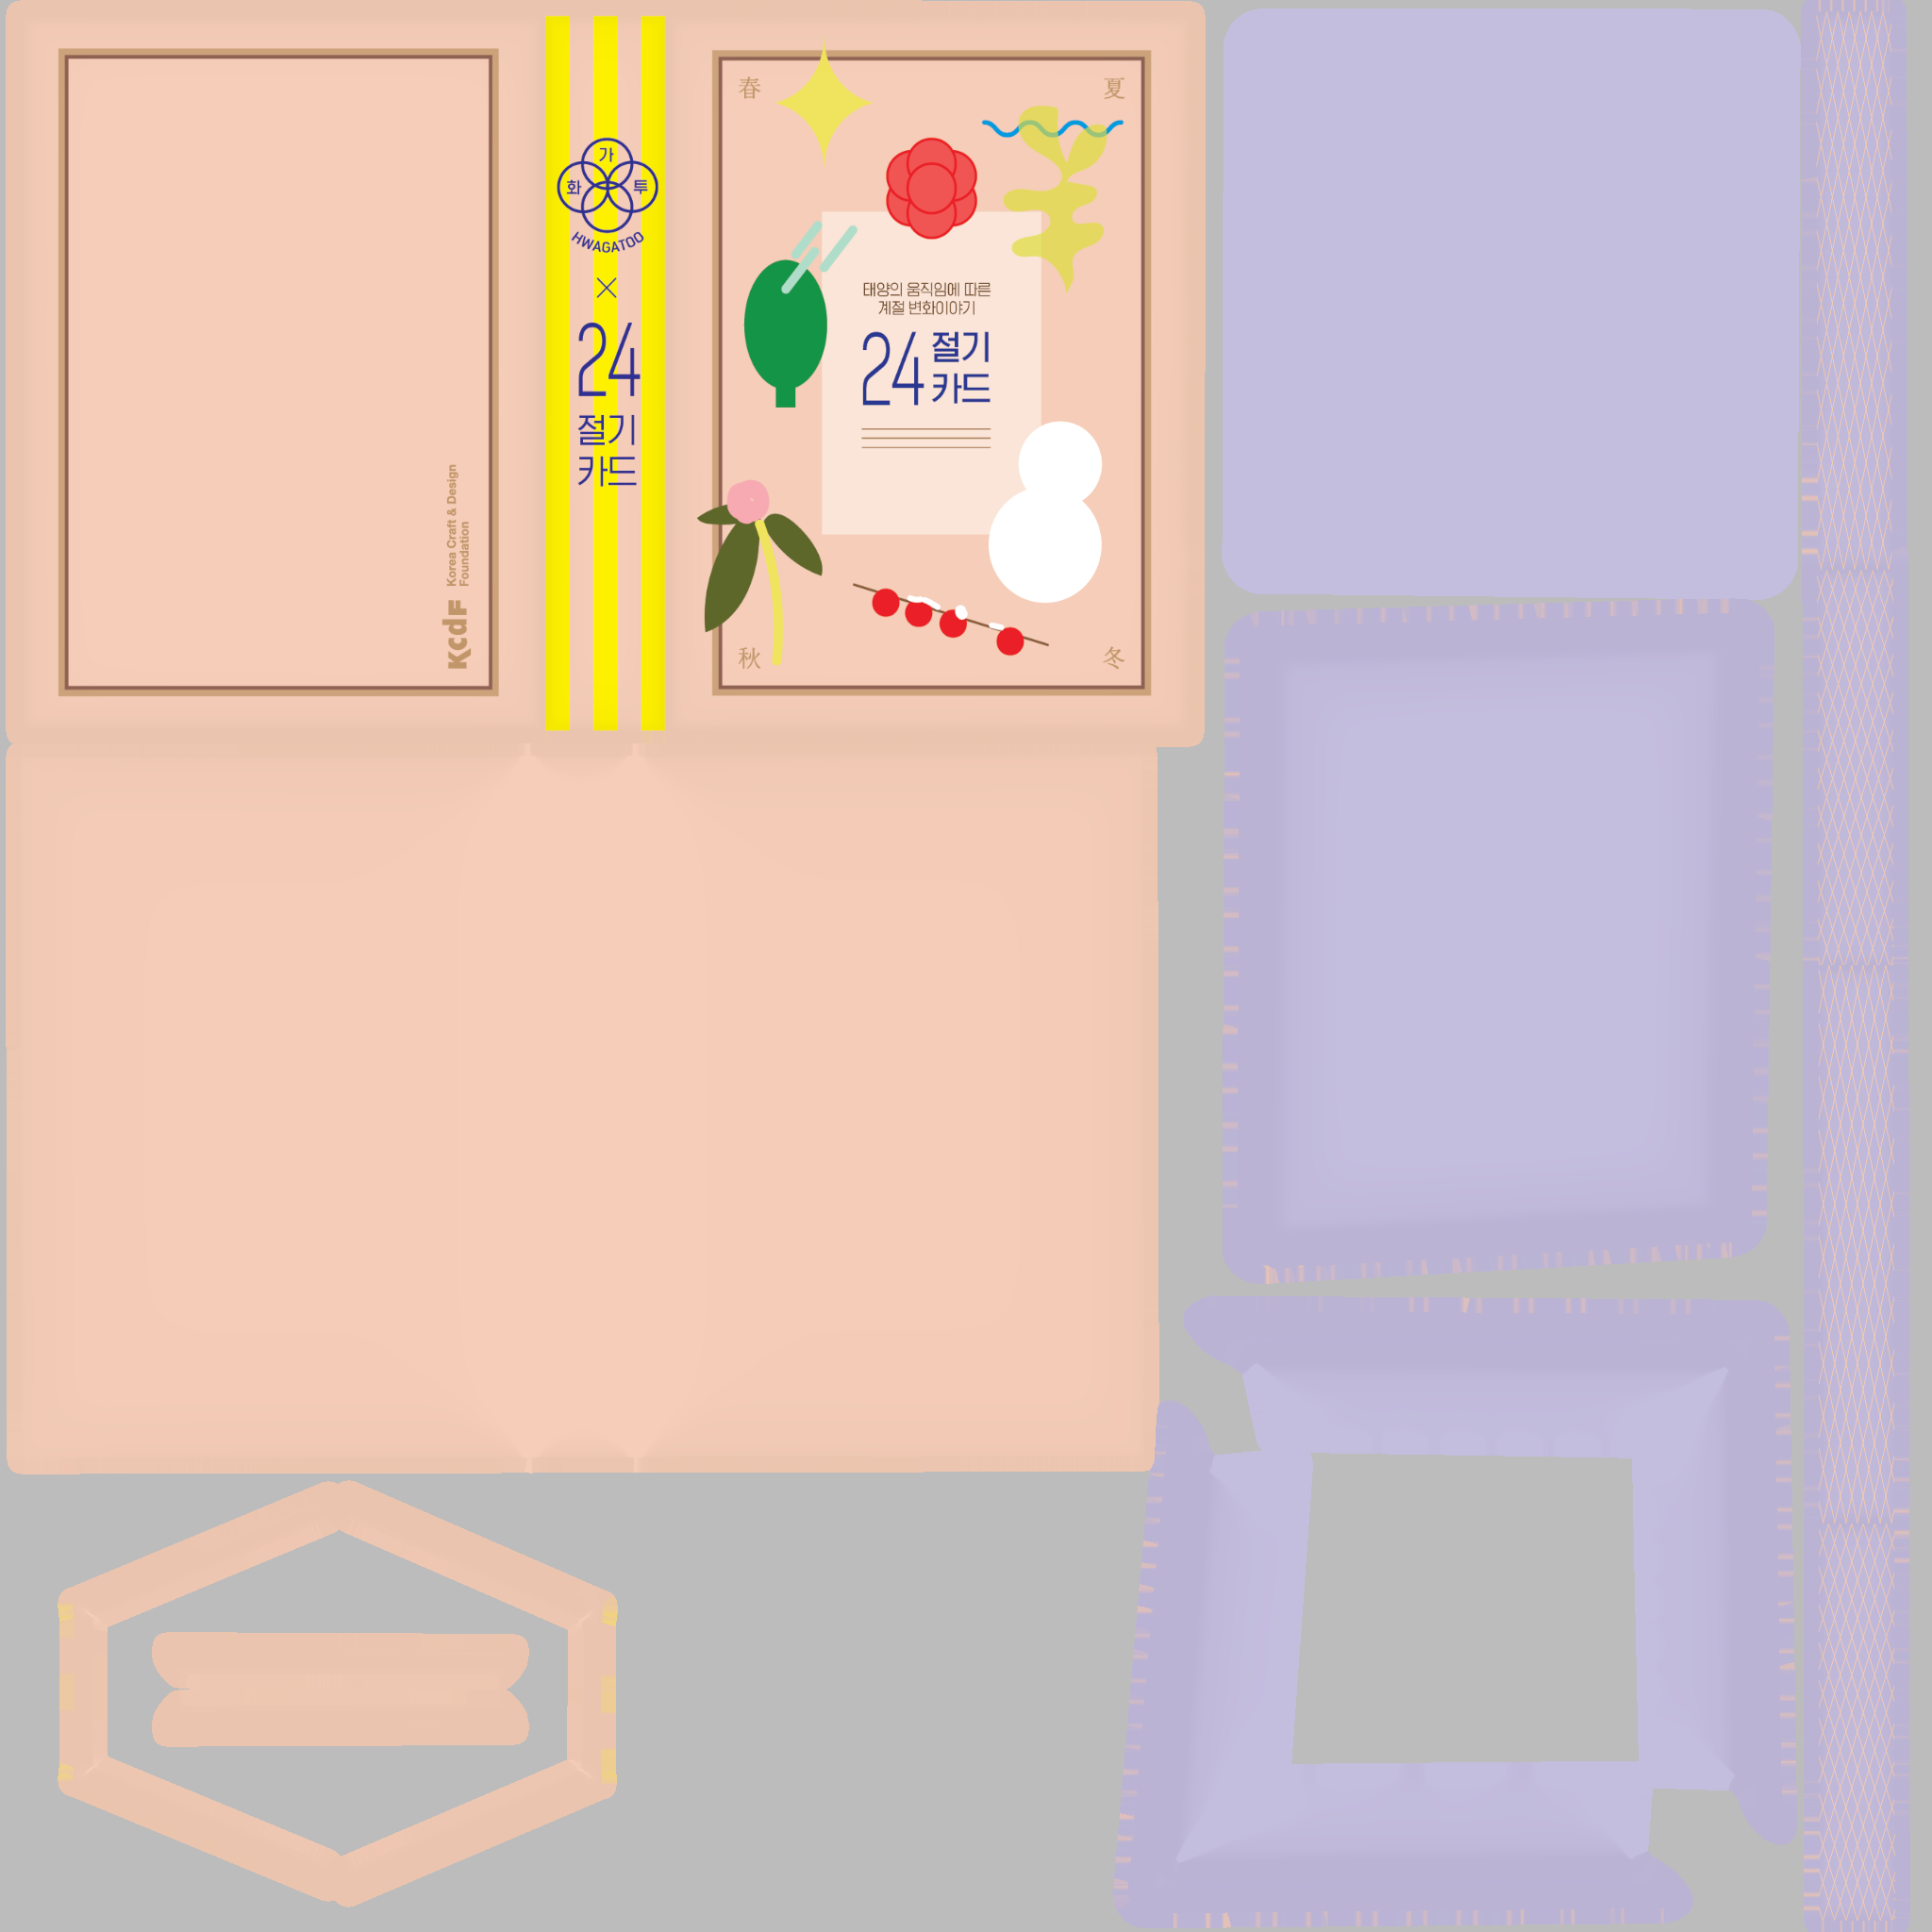 Korea Craft & Design
Foundation
KcdF
가
화 투
HWAGATOO
×
24
절기
카드
春 夏
태양의 움직임에 따른
계절 변화이야기
24 절기
카드
秋 冬